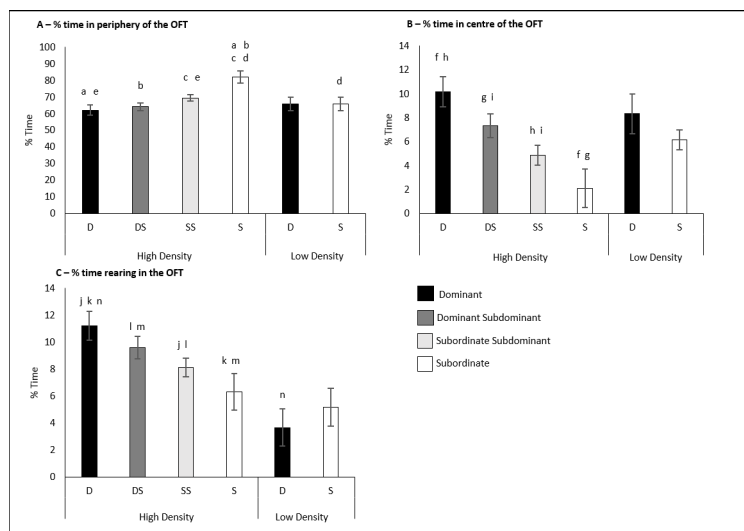 A – % time in periphery of the OFT
100
90
80
70
60
50
40
30
20
10
0
% Time
a e
b
c e
a b
c d
d
D DS SS S D S
High Density Low Density
B – % time in centre of the OFT
14
12
10
8
6
4
2
0
% Time
f h
g i
h i
f g
D DS SS S D S
High Density Low Density
C – % time rearing in the OFT
14
12
10
8
6
4
2
0
% Time
j k n
l m
j l
k m
n
D DS SS S D S
High Density Low Density
Dominant
Dominant Subdominant
Subordinate Subdominant
Subordinate